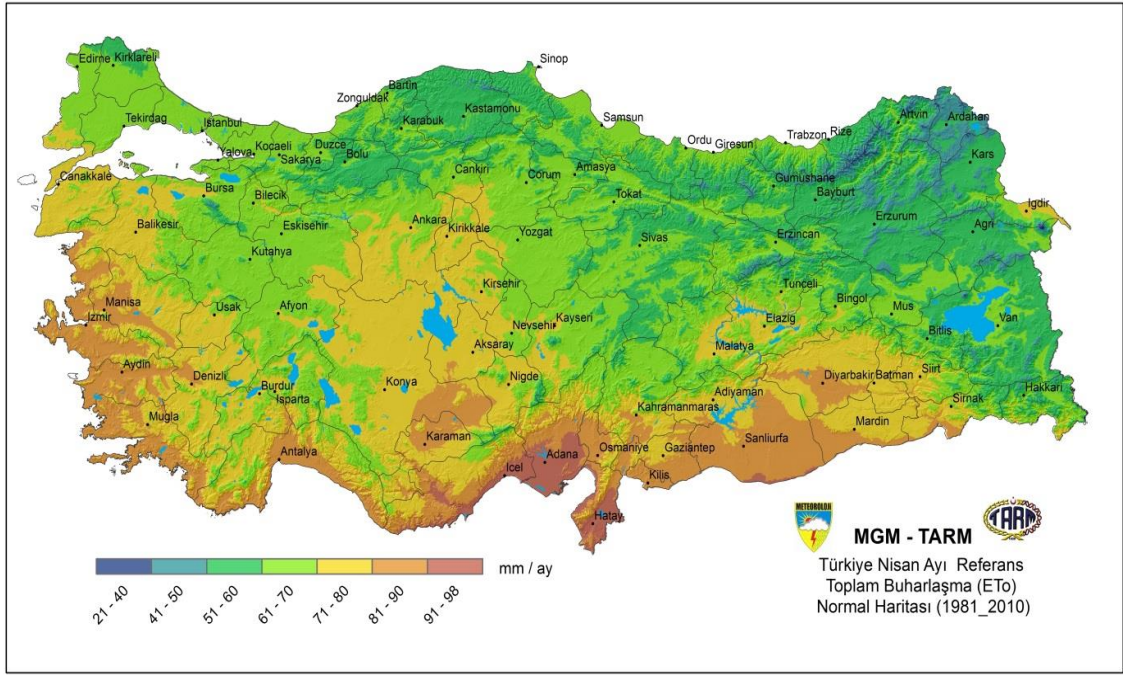 Sinop
Edirne
Kirklareli
Bartin
Zonguldak
Kastamonu
Karabuk
Tekirdag
Istanbul
Samsun
Artvin
Ardahan
Kocaeli
Duzce
Ordu
Giresun
Trabzon
Rize
Yalova
Sakarya
Bolu
Kars
Canakkale
Cankiri
Corum
Amasya
Gumushane
Bayburt
Bursa
Bilecik
Tokat
Igdir
Balikesir
Eskisehir
Ankara
Kirikkale
Yozgat
Sivas
Erzincan
Erzurum
Agri
Kutahya
Kirsehir
Tunceli
Manisa
Izmir
Usak
Afyon
Nevsehir
Kayseri
Elazig
Bingol
Mus
Van
Bitlis
Aksaray
Malatya
Aydin
Denizli
Burdur
Isparta
Konya
Nigde
Adiyaman
Diyarbakir
Batman
Siirt
Hakkari
Sirnak
Mugla
Kahramanmaras
Mardin
Karaman
Antalya
Icel
Adana
Osmaniye
Gaziantep
Sanliurfa
Kilis
Hatay
METEOROLOJI
TARM
MGM - TARM
Türkiye Nisan Ayı Referans
Toplam Buharlaşma (ETo)
Normal Haritası (1981_2010)
mm / ay
21 - 40
41 - 50
51 - 60
61 - 70
71 - 80
81 - 90
91 - 98